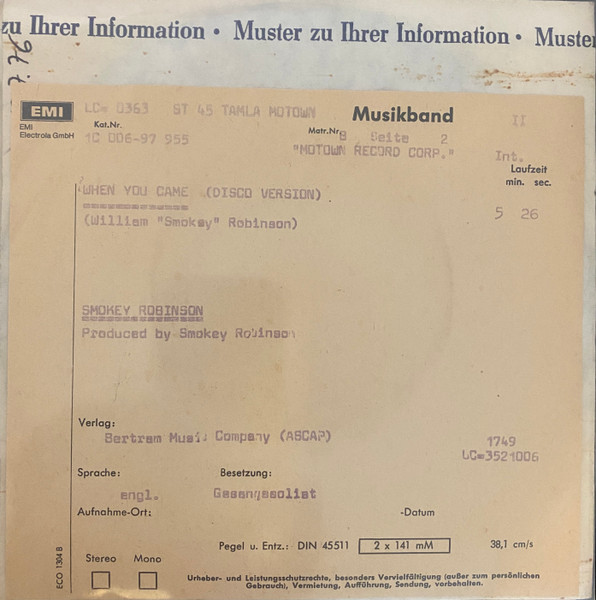 zu Ihrer Information • Muster zu Ihrer Information • Muster
EMI
EMI
Electrola GmbH
LC= 0363 ST 45 TAMLA MOTOWN
Musikband
II
Kat.Nr.
1C 006-97 955
Matr.Nr. B Seite 2
"MOTOWN RECORD CORP."
Int.
Laufzeit
min. sec.
WHEN YOU CAME (DISCO VERSION)
5 26
(William "Smokey" Robinson)
SMOKEY ROBINSON
Produced by Smokey Robinson
Verlag:
Bertram Music Company (ASCAP)
1749
LC=3521006
Sprache:
Besetzung:
engl.
Gesangssolist
Aufnahme-Ort:
-Datum
Pegel u. Entz.: DIN 45511
2 x 141 mM
38,1 cm/s
Stereo
Mono
ECO 1304 B
Urheber- und Leistungsschutzrechte, besonders Vervielfältigung (außer zum persönlichen
Gebrauch), Vermietung, Aufführung, Sendung, vorbehalten.